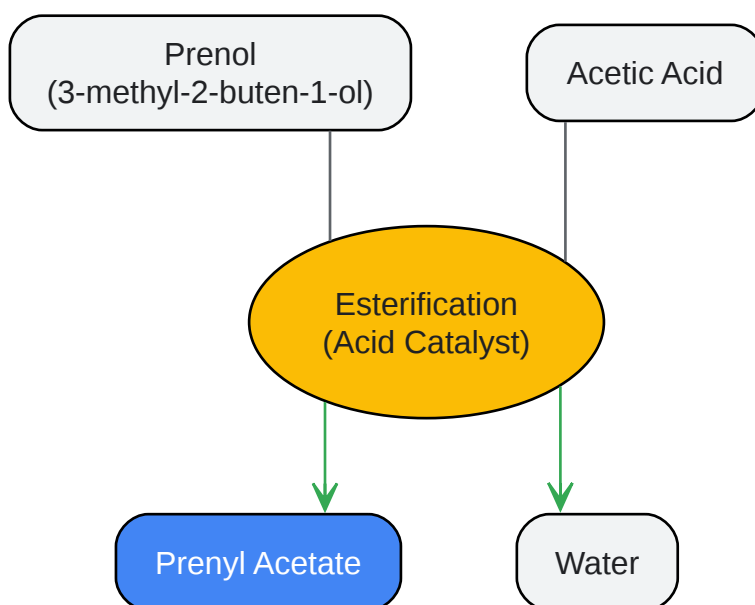 Prenol
(3-methyl-2-buten-1-ol)
Acetic Acid
Esterification
(Acid Catalyst)
Prenyl Acetate
Water